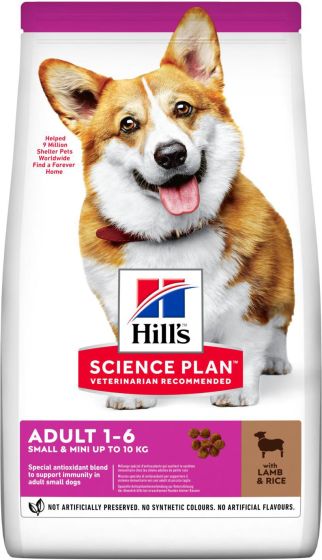 Helped
9 Million
Shelter Pets
Worldwide
Find a Forever
Home
Hill's™
SCIENCE PLAN™
VETERINARIAN RECOMMENDED
ADULT 1-6
SMALL & MINI UP TO 10 KG
Special antioxidant blend
to support immunity in
adult small dogs
with
LAMB
& RICE
NOT ARTIFICIALLY PRESERVED. NO SYNTHETIC COLOURS. NO ARTIFICIAL FLAVOURS.